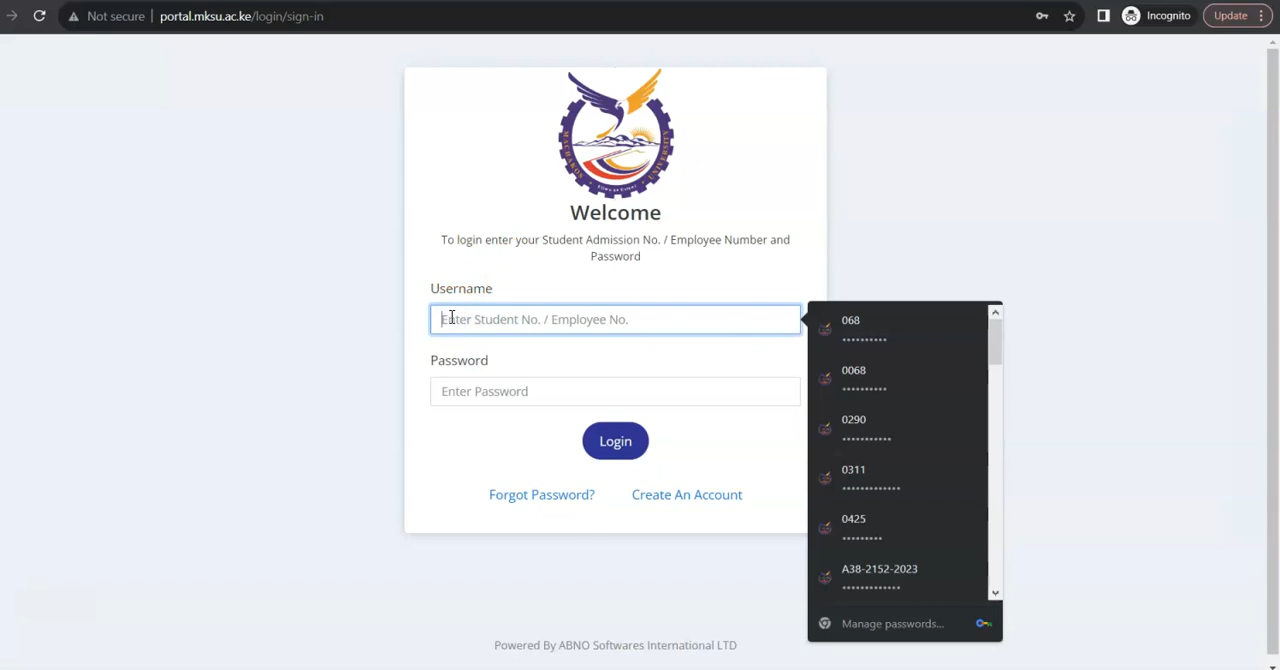 Not secure portal.mksu.ac.ke/login/sign-in Incognito Update
MACHAKOS UNIVERSITY
Welcome
To login enter your Student Admission No. / Employee Number and
Password
Username
Enter Student No. / Employee No.
Password
Enter Password
Login
Forgot Password? Create An Account
068
••••••••••
0068
••••••••••
0290
•••••••••••
0311
•••••••••••••
0425
•••••••••
A38-2152-2023
•••••••••••••
Manage passwords...
Powered By ABNO Softwares International LTD